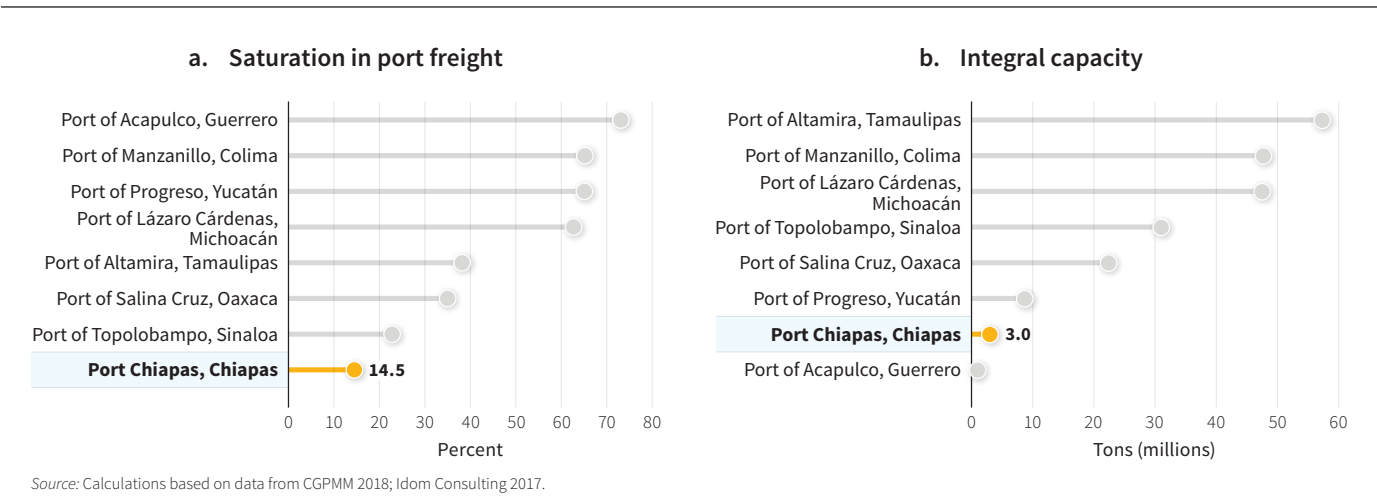 a. Saturation in port freight
Port of Acapulco, Guerrero
Port of Manzanillo, Colima
Port of Progreso, Yucatán
Port of Lázaro Cárdenas,
Michoacán
Port of Altamira, Tamaulipas
Port of Salina Cruz, Oaxaca
Port of Topolobampo, Sinaloa
Port Chiapas, Chiapas 14.5
0 10 20 30 40 50 60 70 80
Percent
b. Integral capacity
Port of Altamira, Tamaulipas
Port of Manzanillo, Colima
Port of Lázaro Cárdenas,
Michoacán
Port of Topolobampo, Sinaloa
Port of Salina Cruz, Oaxaca
Port of Progreso, Yucatán
Port Chiapas, Chiapas 3.0
Port of Acapulco, Guerrero
0 10 20 30 40 50 60
Tons (millions)
Source: Calculations based on data from CGPMM 2018; Idom Consulting 2017.